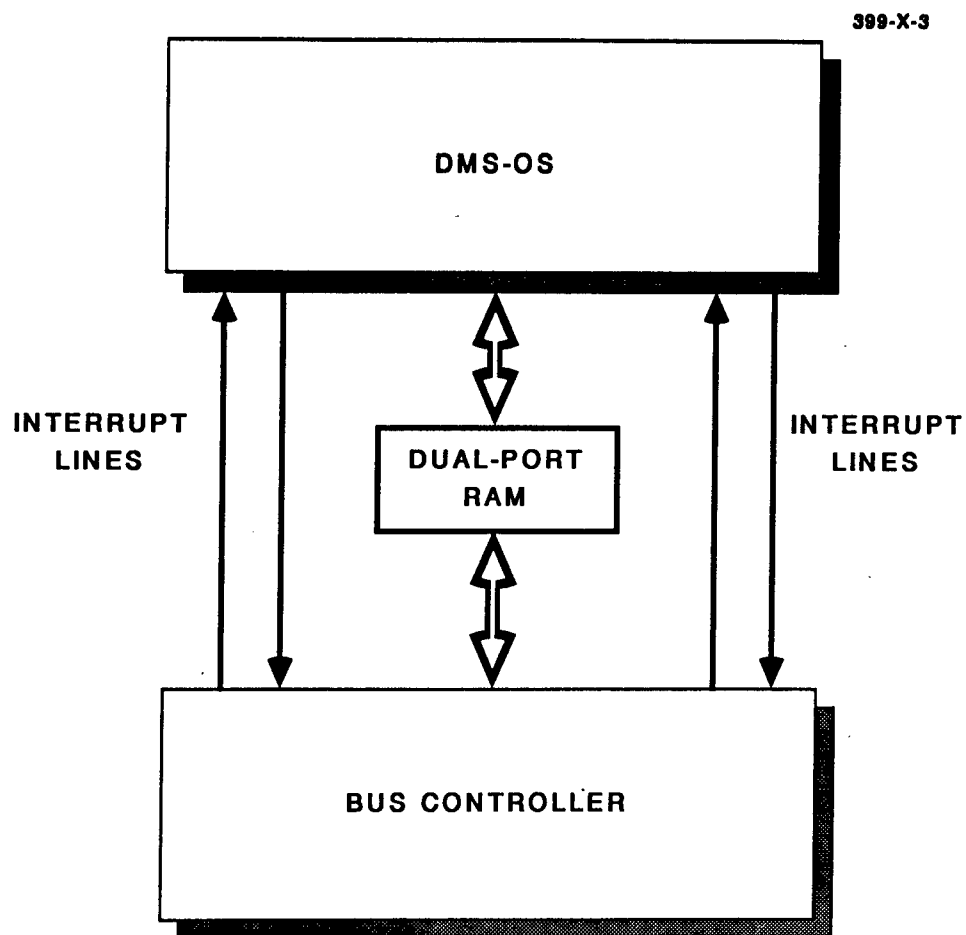 399-X-3
DMS-OS
INTERRUPT
LINES
DUAL-PORT
RAM
INTERRUPT
LINES
BUS CONTROLLER